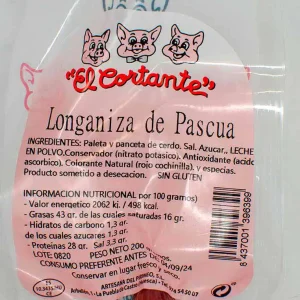 "El Cortante"
Longaniza de Pascua
INGREDIENTES: Paleta y panceta de cerdo. Sal. Azucar., LECHE
EN POLVO,Conservador (nitrato potasico). Antioxidante (acido
ascorbico). Colorante Natural (rojo cochinilla), y especias.
Producto sometido a desecacion. SIN GLUTEN
INFORMACION NUTRICIONAL por 100 gramos)
- Valor energetico 2062 kj. / 498 kcal.
- Grasas 43 gr. de las cuales saturadas 16 gr.
- Hidratos de carbono 1,3 gr.
de los cuales azucares 1,3 gr.
- Proteinas 28 gr. Sal 3,3 gr.
LOTE: 0820 PESO NETO 200
CONSUMO PREFERENTE ANTES /09/24
Conservar en lugar fresco y seco.
ARTESANS DEL
8437001398399